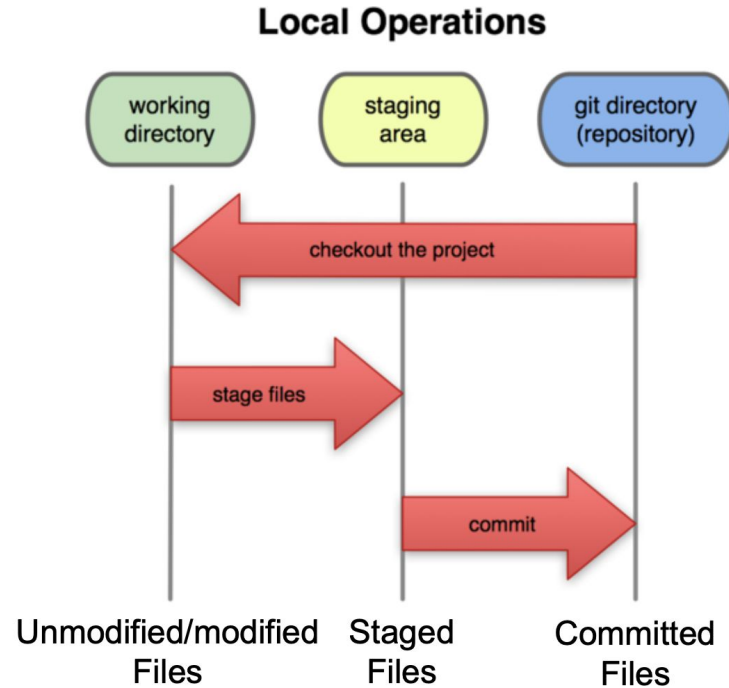 Local Operations
working
directory
staging
area
git directory
(repository)
checkout the project
stage files
commit
Unmodified/modified
Files
Staged
Files
Committed
Files